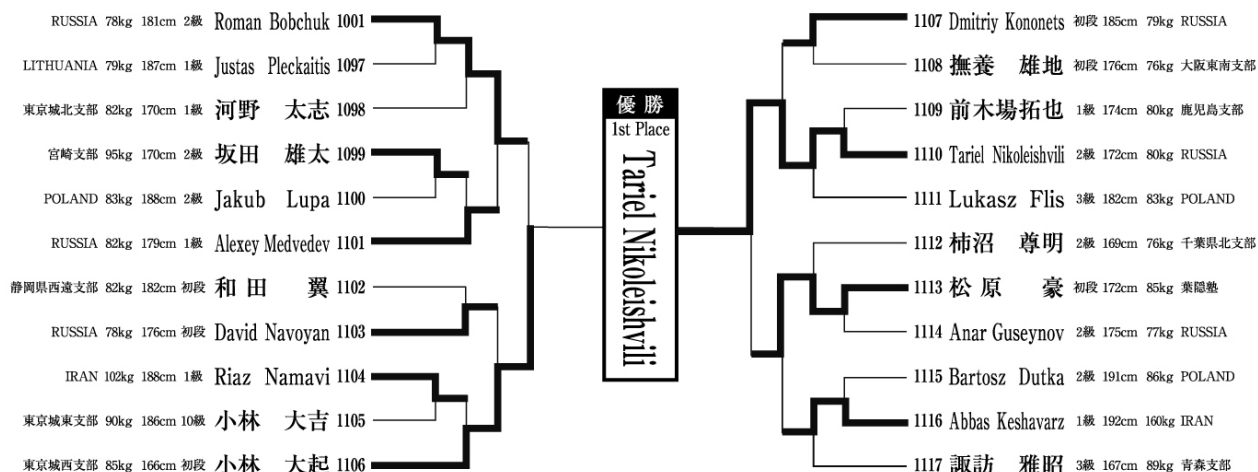 RUSSIA 78kg 181cm 2級 Roman Bobchuk 1001
LITHUANIA 79kg 187cm 1級 Justas Pleckaitis 1097
東京城北支部 82kg 170cm 1級 河野 太志 1098
宮崎支部 95kg 170cm 2級 坂田 雄太 1099
POLAND 83kg 188cm 2級 Jakub Lupa 1100
RUSSIA 82kg 179cm 1級 Alexey Medvedev 1101
静岡県西遠支部 82kg 182cm 初段 和田 翼 1102
RUSSIA 78kg 176cm 初段 David Navoyan 1103
IRAN 102kg 188cm 1級 Riaz Namavi 1104
東京城東支部 90kg 186cm 10級 小林 大吉 1105
東京城西支部 85kg 166cm 初段 小林 大起 1106
優勝
1st Place
Tariel Nikoleishvili
1107 Dmitriy Kononets 初段 185cm 79kg RUSSIA
1108 撫養 雄地 初段 176cm 76kg 大阪東南支部
1109 前木場拓也 1級 174cm 80kg 鹿児島支部
1110 Tariel Nikoleishvili 2級 172cm 80kg RUSSIA
1111 Lukasz Flis 3級 182cm 83kg POLAND
1112 柿沼 尊明 2級 169cm 76kg 千葉県北支部
1113 松原 豪 初段 172cm 85kg 葉隠塾
1114 Anar Guseynov 2級 175cm 77kg RUSSIA
1115 Bartosz Dutka 2級 191cm 86kg POLAND
1116 Abbas Keshavarz 1級 192cm 160kg IRAN
1117 諏訪 雅昭 3級 167cm 89kg 青森支部